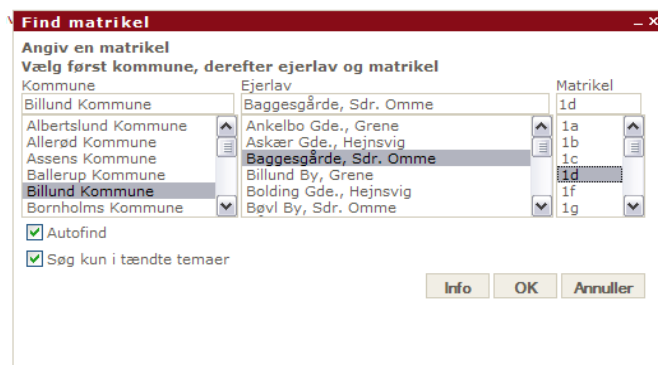 Find matrikel
Angiv en matrikel
Vælg først kommune, derefter ejerlav og matrikel
Kommune Ejerlav Matrikel
Billund Kommune Baggesgårde, Sdr. Omme 1d
Albertslund Kommune Ankelbo Gde., Grene 1a
Allerød Kommune Askær Gde., Hejnsvig 1b
Assens Kommune Baggesgårde, Sdr. Omme 1c
Ballerup Kommune Billund By, Grene 1d
Billund Kommune Bolding Gde., Hejnsvig 1f
Bornholms Kommune Bøvl By, Sdr. Omme 1g
Autofind
Søg kun i tændte temaer
Info OK Annuller